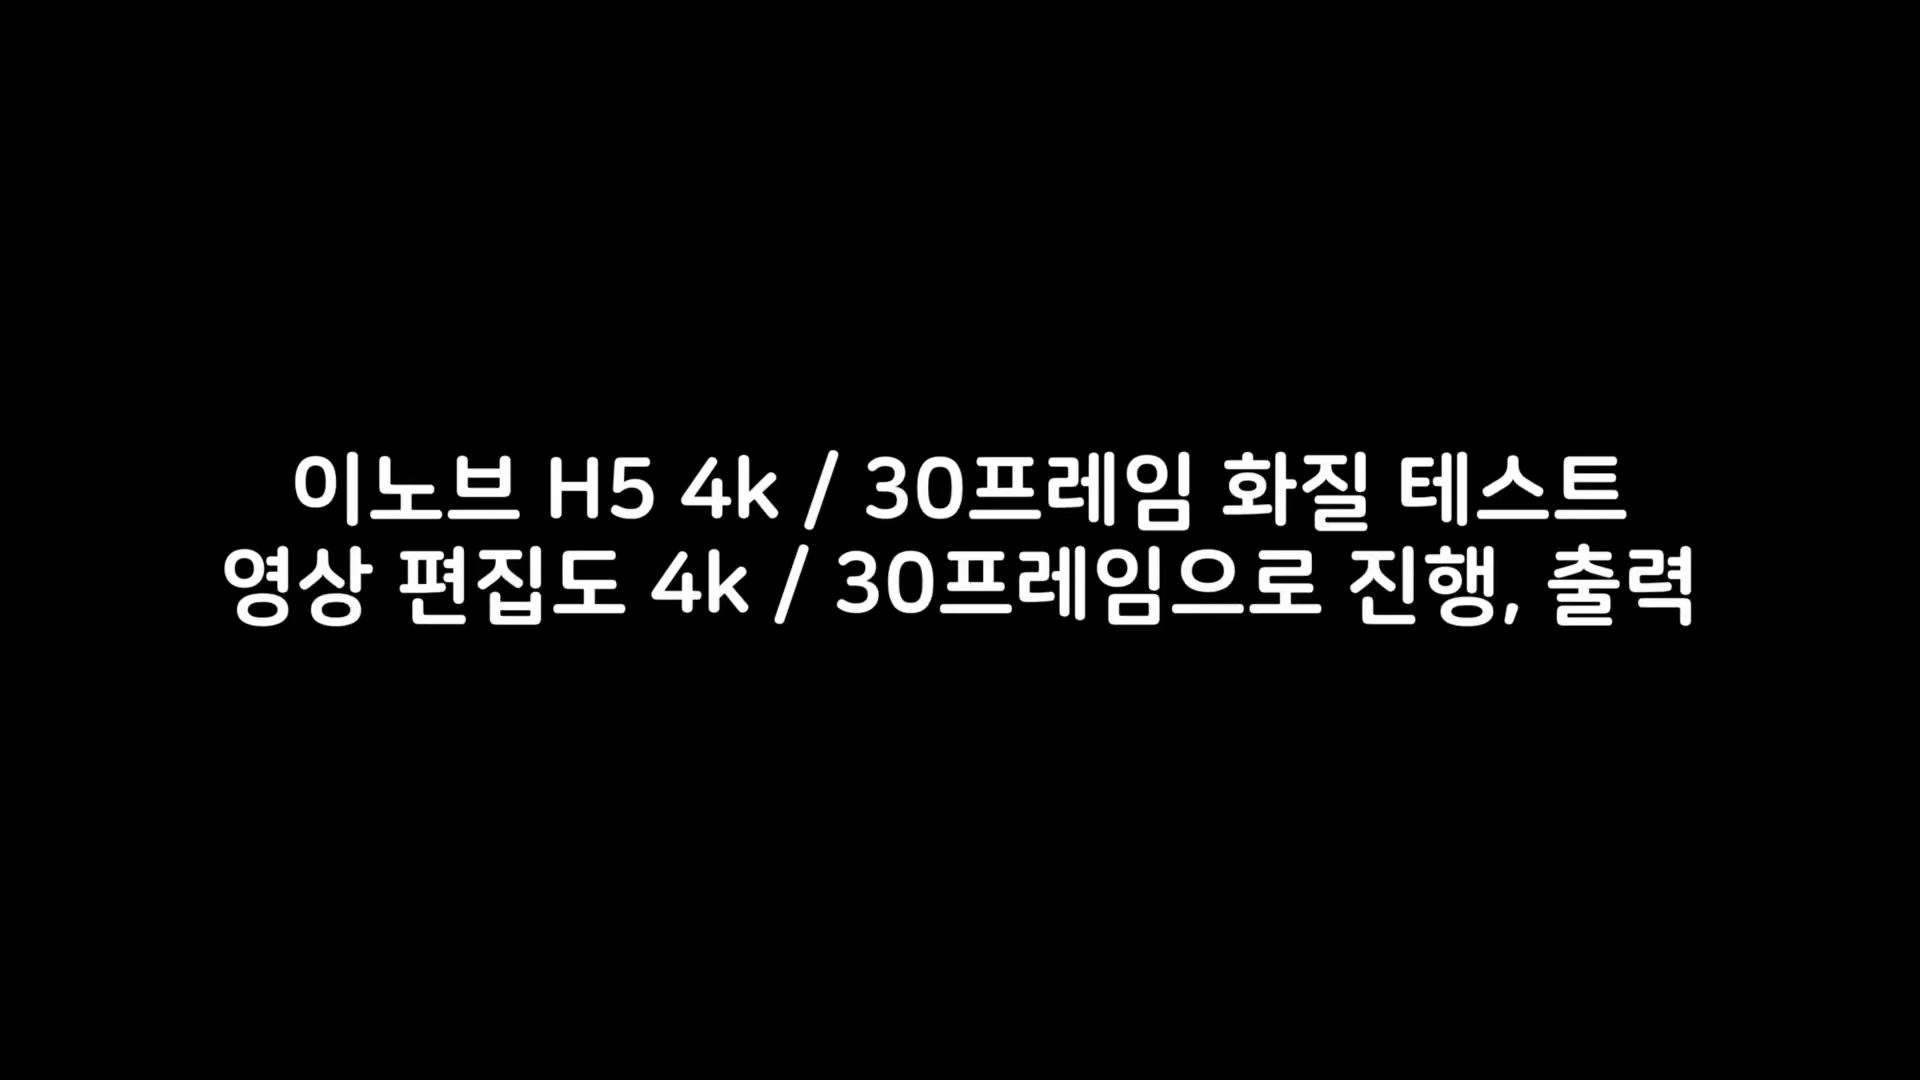 이노브 H5 4k / 30프레임 화질 테스트
영상 편집도 4k / 30프레임으로 진행, 출력